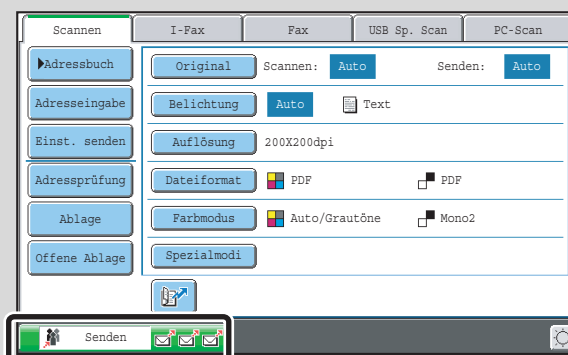 Scannen I-Fax Fax USB Sp. Scan PC-Scan
Adressbuch Original Scannen: Auto Senden: Auto
Adresseingabe Belichtung Auto Text
Einst. senden Auflösung 200X200dpi
Adressprüfung Dateiformat PDF PDF
Ablage Farbmodus Auto/Grautöne Mono2
Offene Ablage Spezialmodi
Senden